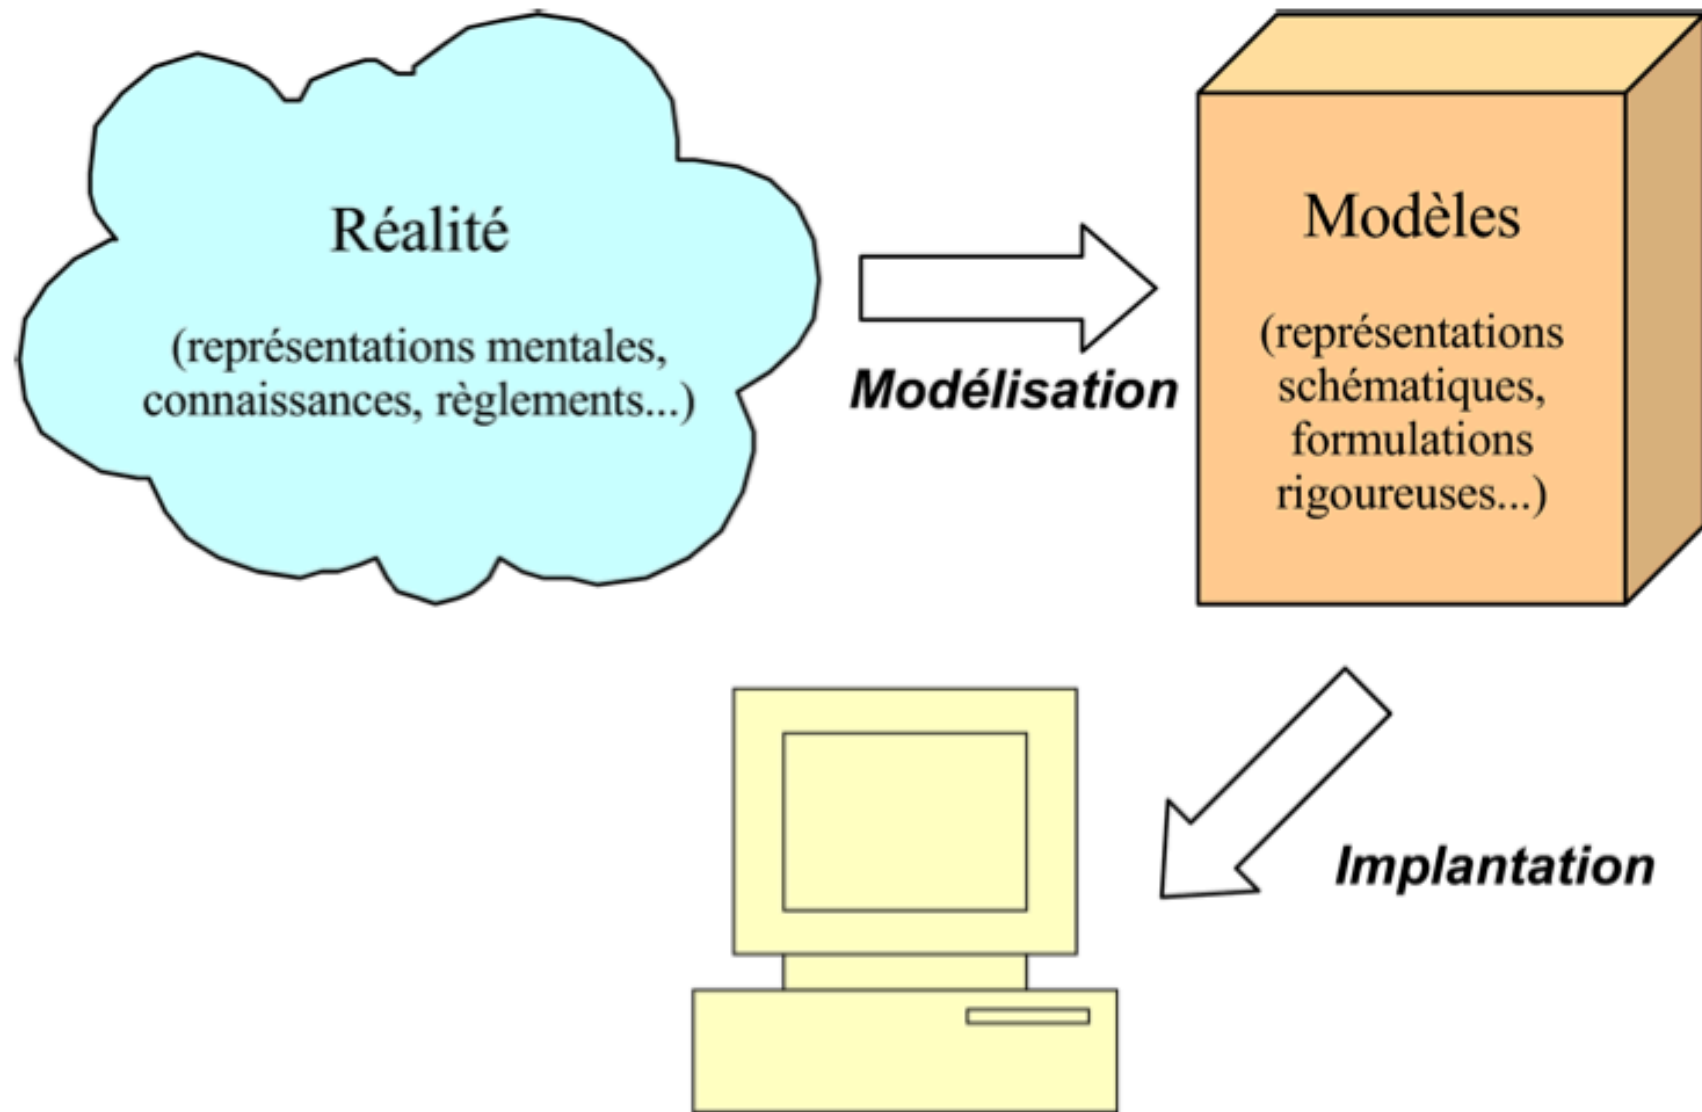 Réalité
(représentations mentales,
connaissances, règlements...)
Modélisation
Modèles
(représentations
schématiques,
formulations
rigoureuses...)
Implantation